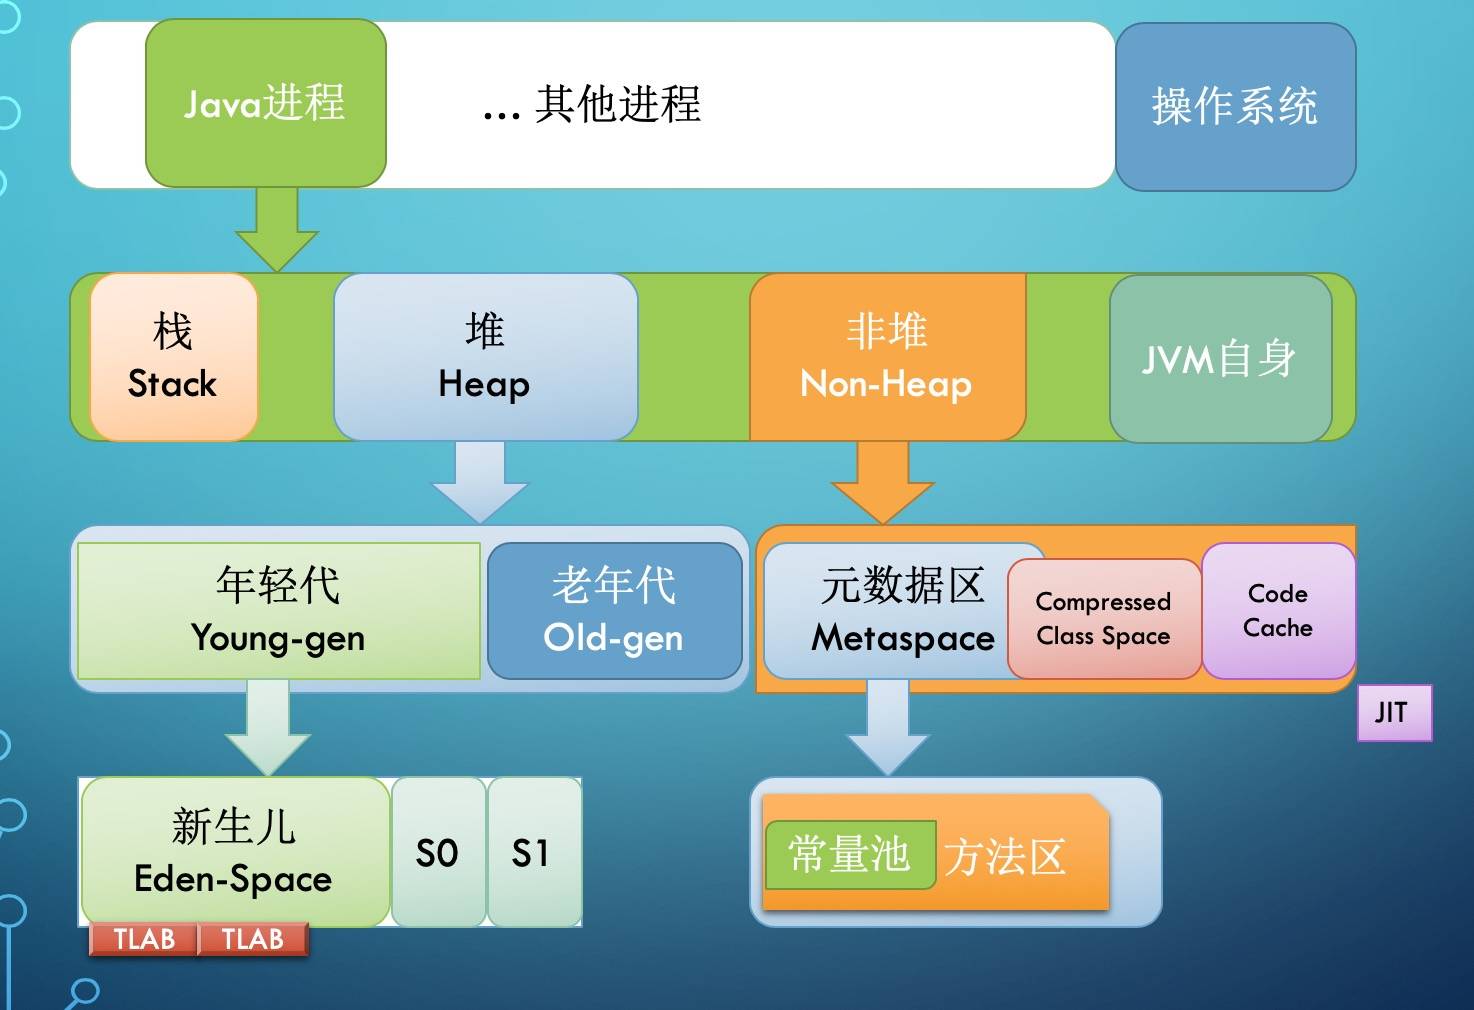 Java进程
... 其他进程
操作系统
栈
Stack
堆
Heap
非堆
Non-Heap
JVM自身
年轻代
Young-gen
老年代
Old-gen
元数据区
Metaspace
Compressed
Class Space
Code
Cache
JIT
新生儿
Eden-Space
S0
S1
TLAB
TLAB
常量池
方法区